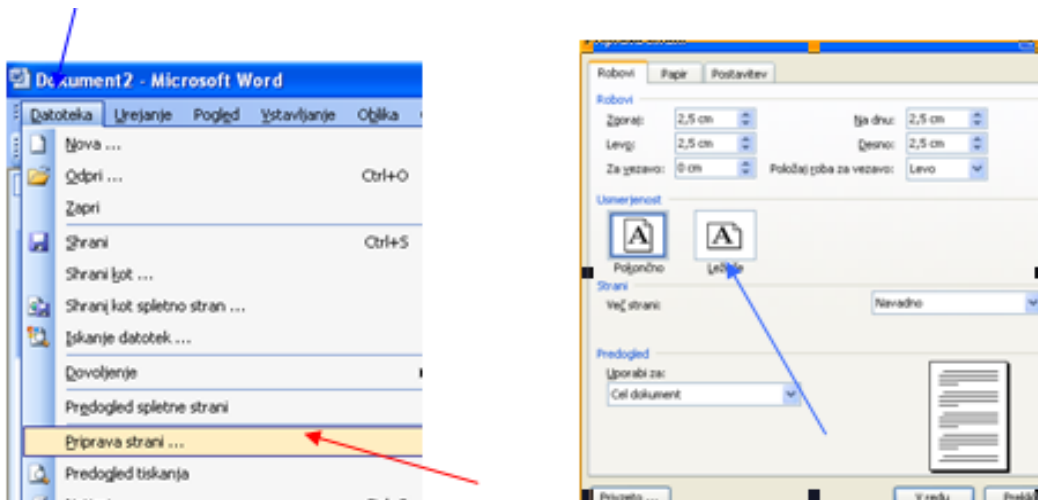 Dokument2 - Microsoft Word
Datoteka Urejanje Pogled Vstavljanje Oblika
Nova ...
Odpri ... Ctrl+O
Zapri
Shrani Ctrl+S
Shrani kot ...
Shrani kot spletno stran ...
Iskanje datotek ...
Dovoljenje
Predogled spletne strani
Priprava strani ...
Predogled tiskanja
Robovi Papir Postavitev
Robovi
Zgoraj: 2,5 cm Na dnu: 2,5 cm
Levo: 2,5 cm Desno: 2,5 cm
Za vezavo: 0 cm Položaj roba za vezavo: Levo
Usmerjenost
A A
Pokončno Ležeče
Strani
Več strani: Navadno
Predogled
Uporabi za:
Cel dokument
Privzeto ... V redu